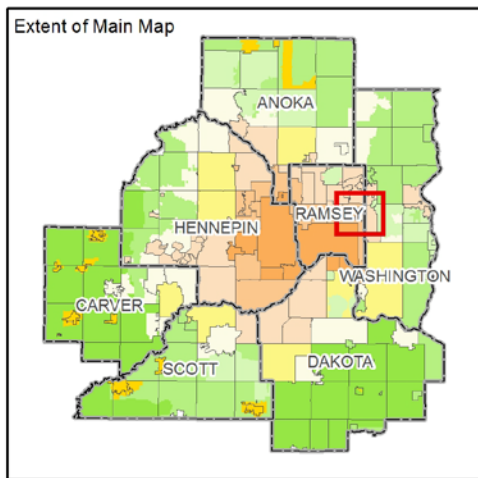 Extent of Main Map
ANOKA
RAMSEY
HENNEPIN
WASHINGTON
CARVER
SCOTT
DAKOTA